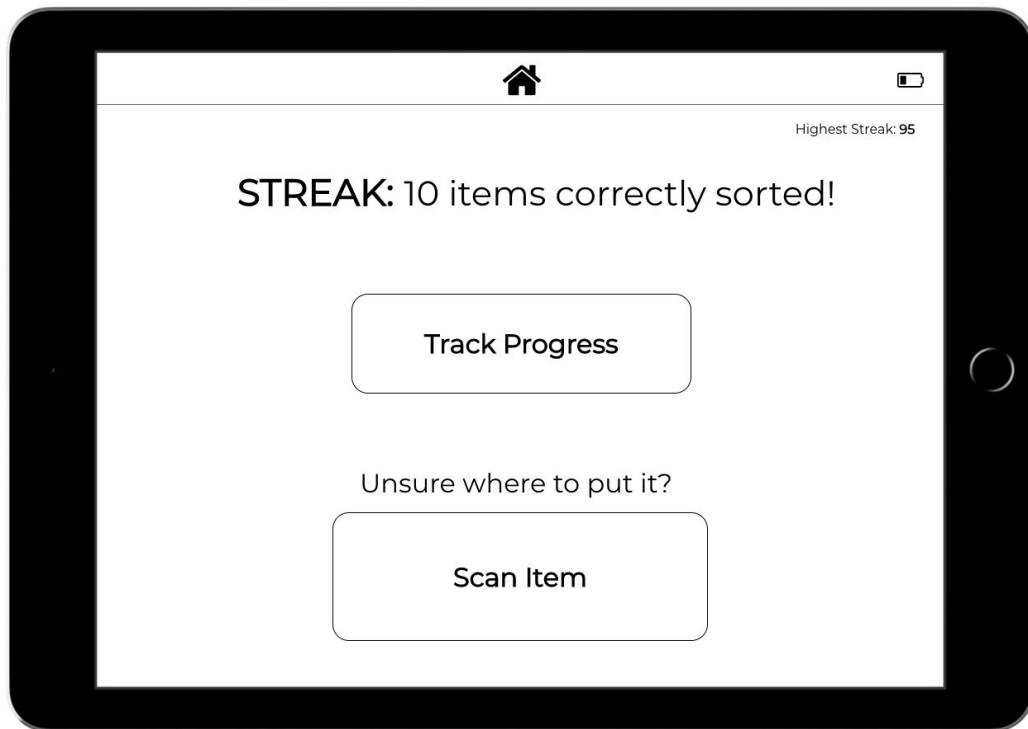 Highest Streak: 95
STREAK: 10 items correctly sorted!
Track Progress
Unsure where to put it?
Scan Item